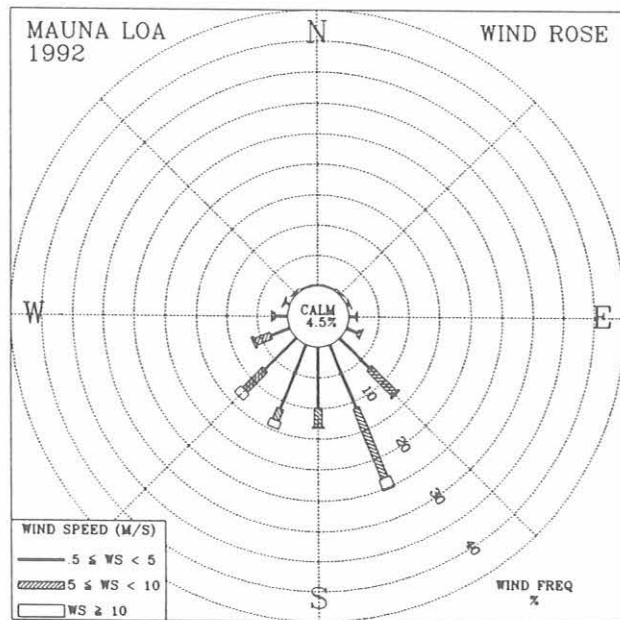 MAUNA LOA
1992
WIND ROSE
N
W
CALM
4.5%
E
10
20
30
40
WIND SPEED (M/S)
.5 ≦ WS < 5
5 ≦ WS < 10
WS ≧ 10
S
WIND FREQ
%